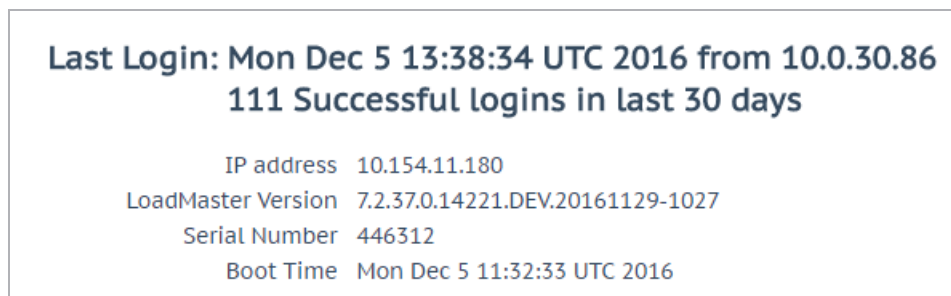 Last Login: Mon Dec 5 13:38:34 UTC 2016 from 10.0.30.86
111 Successful logins in last 30 days
IP address 10.154.11.180
LoadMaster Version 7.2.37.0.14221.DEV.20161129-1027
Serial Number 446312
Boot Time Mon Dec 5 11:32:33 UTC 2016